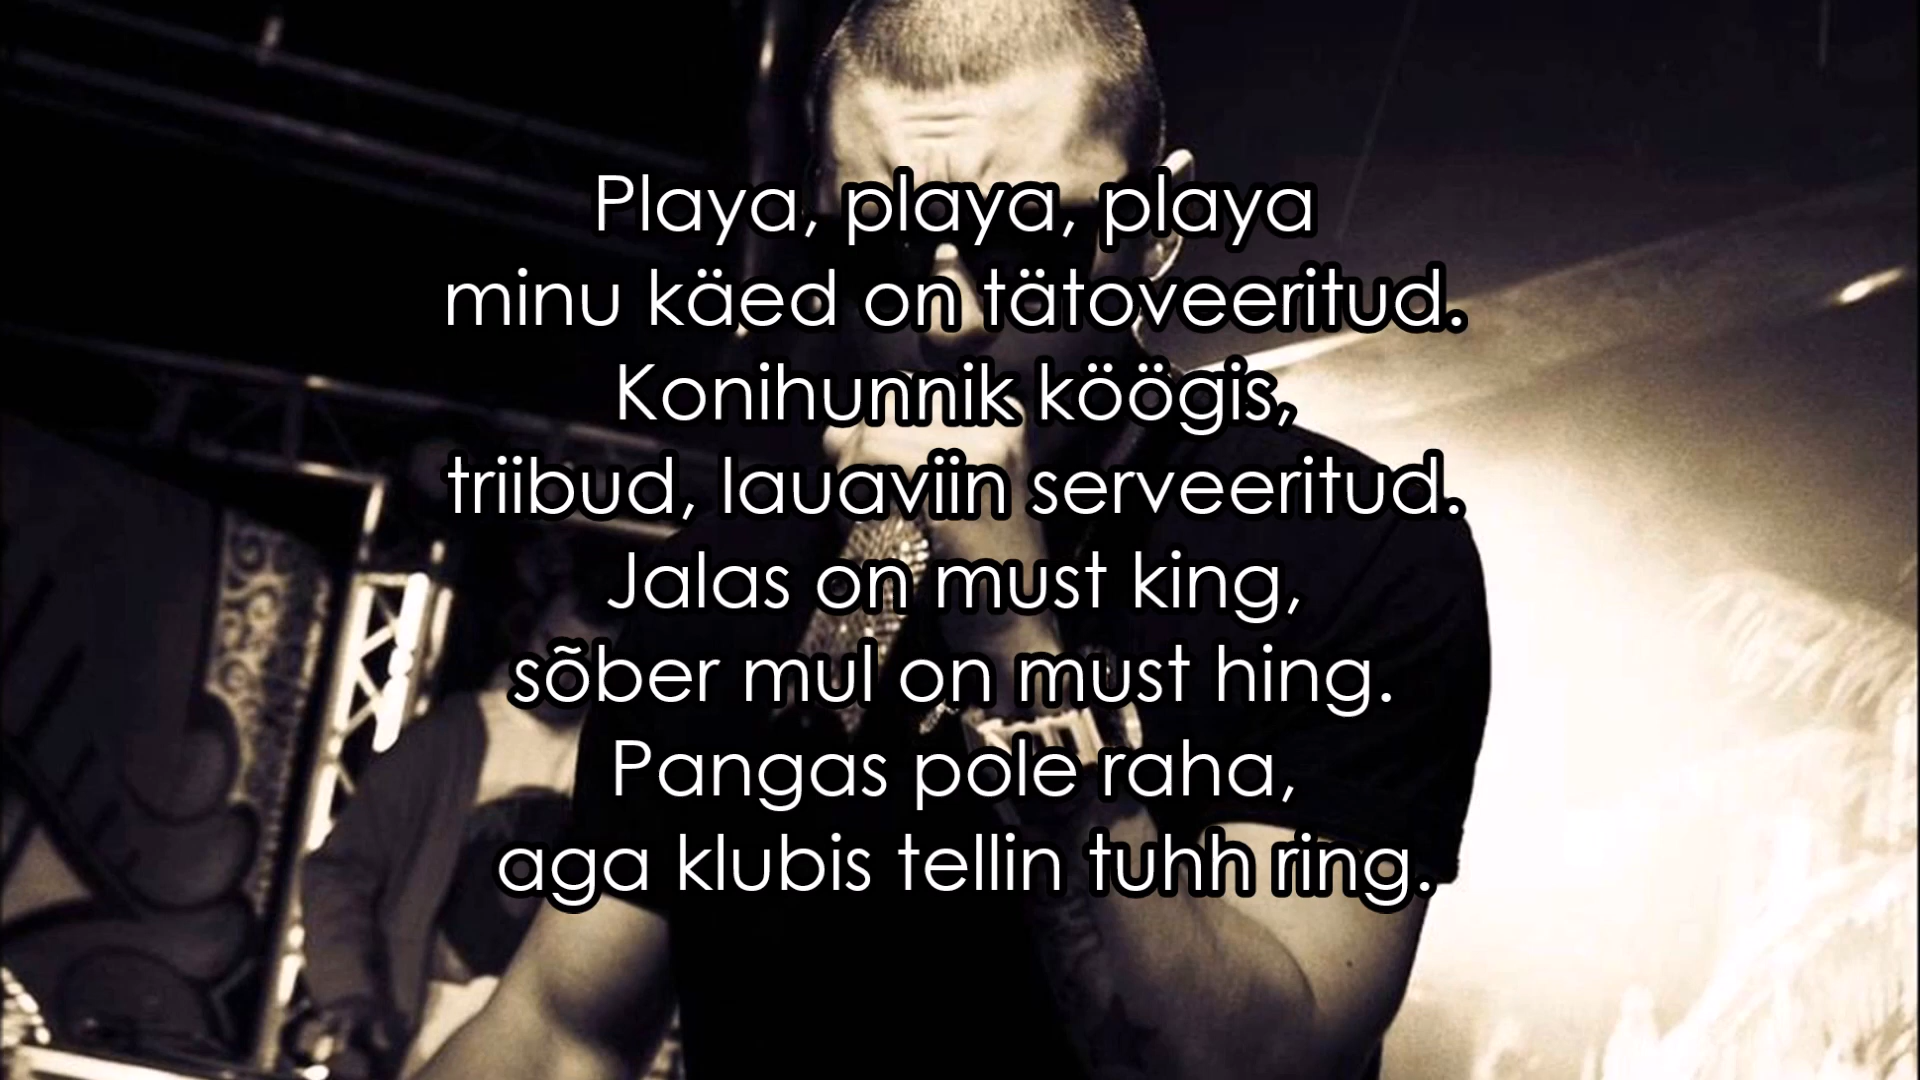 Playa, playa, playa
minu käed on tätoveeritud.
Konihunnik köögis,
triibud, lauaviin serveeritud.
Jalas on must king,
sõber mul on must hing.
Pangas pole raha,
aga klubis tellin tuhh ring.